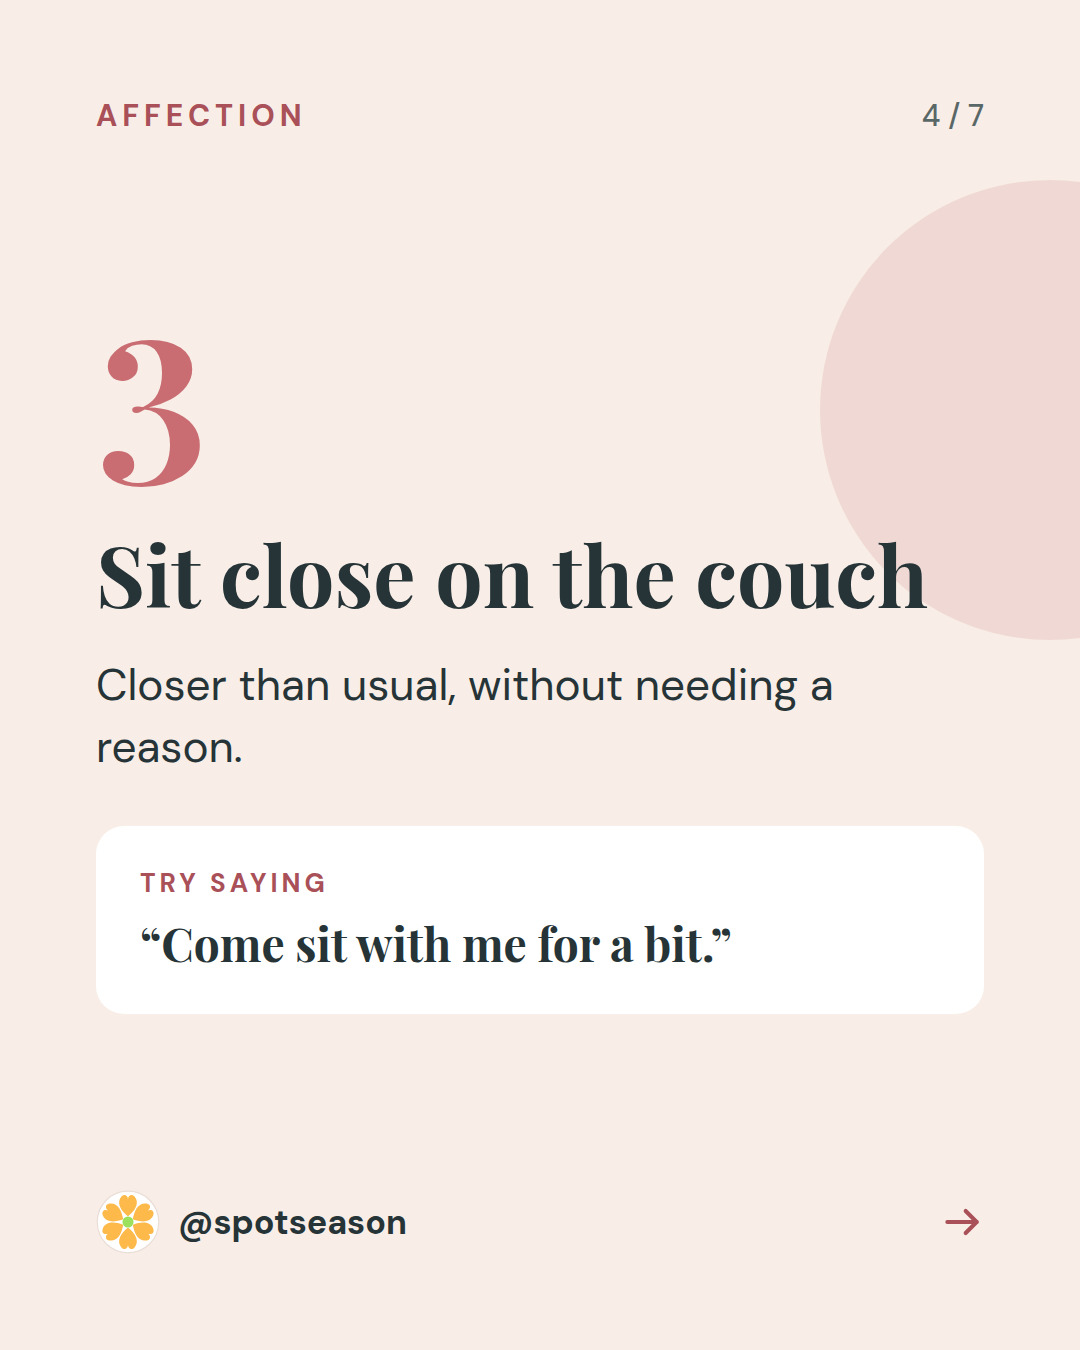 AFFECTION
4 / 7
3
Sit close on the couch
Closer than usual, without needing a
reason.
TRY SAYING
“Come sit with me for a bit.”
@spotseason